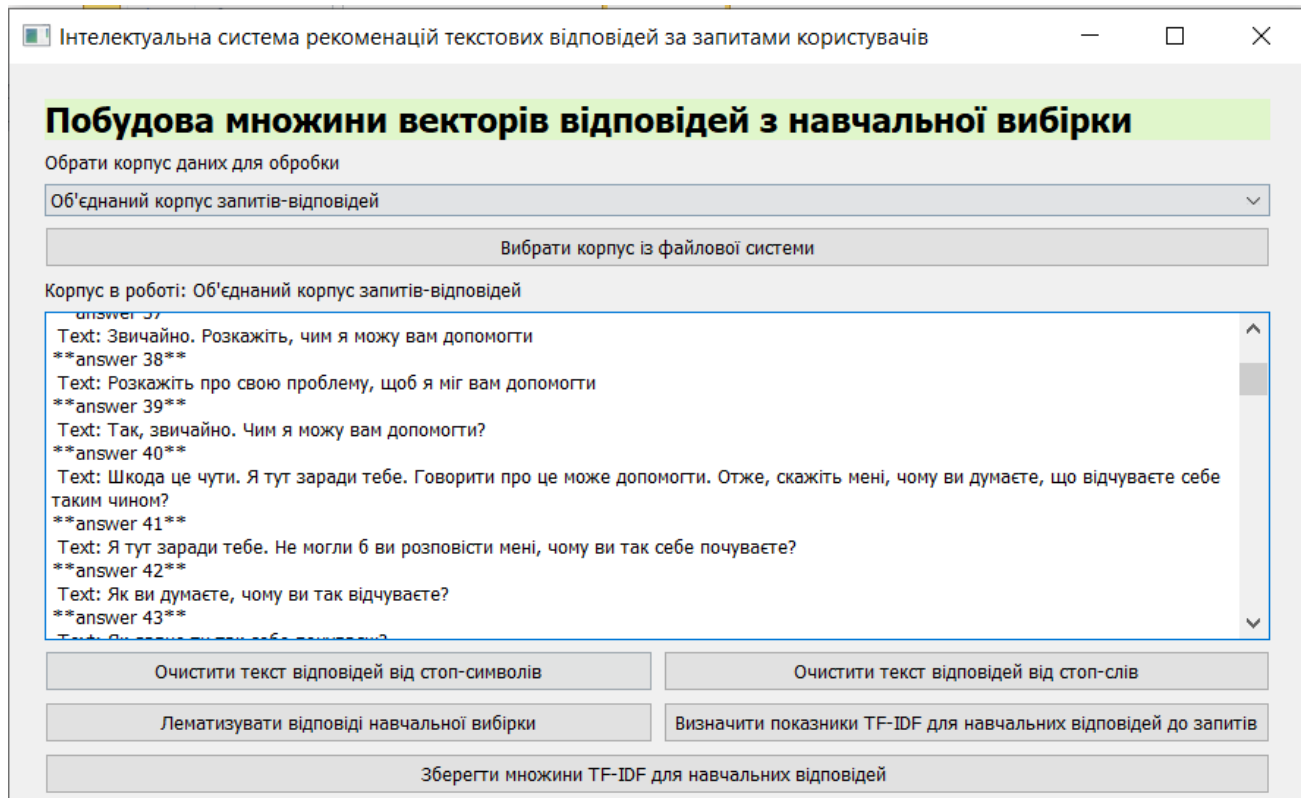 Інтелектуальна система рекоменацій текстових відповідей за запитами користувачів
Побудова множини векторів відповідей з навчальної вибірки
Обрати корпус даних для обробки
Об'єднаний корпус запитів-відповідей
Вибрати корпус із файлової системи
Корпус в роботі: Об'єднаний корпус запитів-відповідей
answer 37
Text: Звичайно. Розкажіть, чим я можу вам допомогти
**answer 38**
Text: Розкажіть про свою проблему, щоб я міг вам допомогти
**answer 39**
Text: Так, звичайно. Чим я можу вам допомогти?
**answer 40**
Text: Шкода це чути. Я тут заради тебе. Говорити про це може допомогти. Отже, скажіть мені, чому ви думаєте, що відчуваєте себе
таким чином?
**answer 41**
Text: Я тут заради тебе. Не могли б ви розповісти мені, чому ви так себе почуваєте?
**answer 42**
Text: Як ви думаєте, чому ви так відчуваєте?
**answer 43**
Очистити текст відповідей від стоп-символів
Очистити текст відповідей від стоп-слів
Лематизувати відповіді навчальної вибірки
Визначити показники TF-IDF для навчальних відповідей до запитів
Зберегти множини TF-IDF для навчальних відповідей